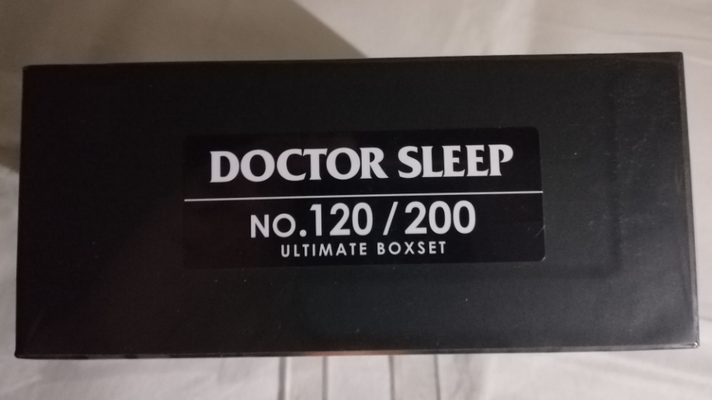 DOCTOR SLEEP
NO.120 / 200
ULTIMATE BOXSET